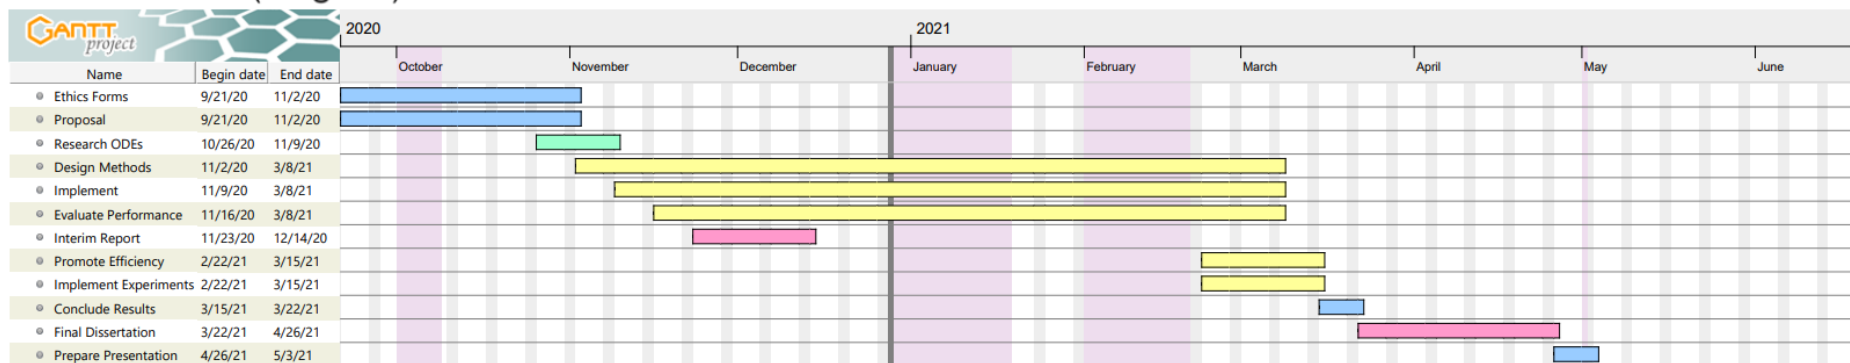 GANTT
project
2020 2021
October November December January February March April May June
Name Begin date End date
Ethics Forms 9/21/20 11/2/20
Proposal 9/21/20 11/2/20
Research ODEs 10/26/20 11/9/20
Design Methods 11/2/20 3/8/21
Implement 11/9/20 3/8/21
Evaluate Performance 11/16/20 3/8/21
Interim Report 11/23/20 12/14/20
Promote Efficiency 2/22/21 3/15/21
Implement Experiments 2/22/21 3/15/21
Conclude Results 3/15/21 3/22/21
Final Dissertation 3/22/21 4/26/21
Prepare Presentation 4/26/21 5/3/21